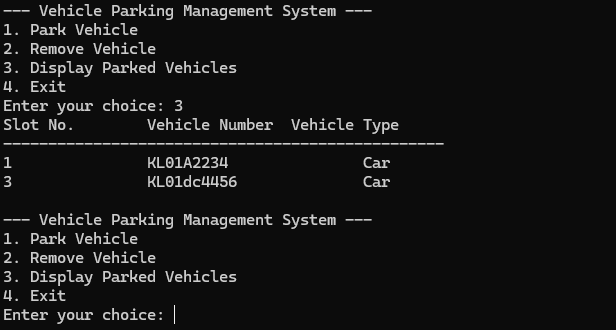 --- Vehicle Parking Management System ---
1. Park Vehicle
2. Remove Vehicle
3. Display Parked Vehicles
4. Exit
Enter your choice: 3
Slot No.        Vehicle Number  Vehicle Type
-------------------------------------------------
1               KL01A2234               Car
3               KL01dc4456              Car

--- Vehicle Parking Management System ---
1. Park Vehicle
2. Remove Vehicle
3. Display Parked Vehicles
4. Exit
Enter your choice: